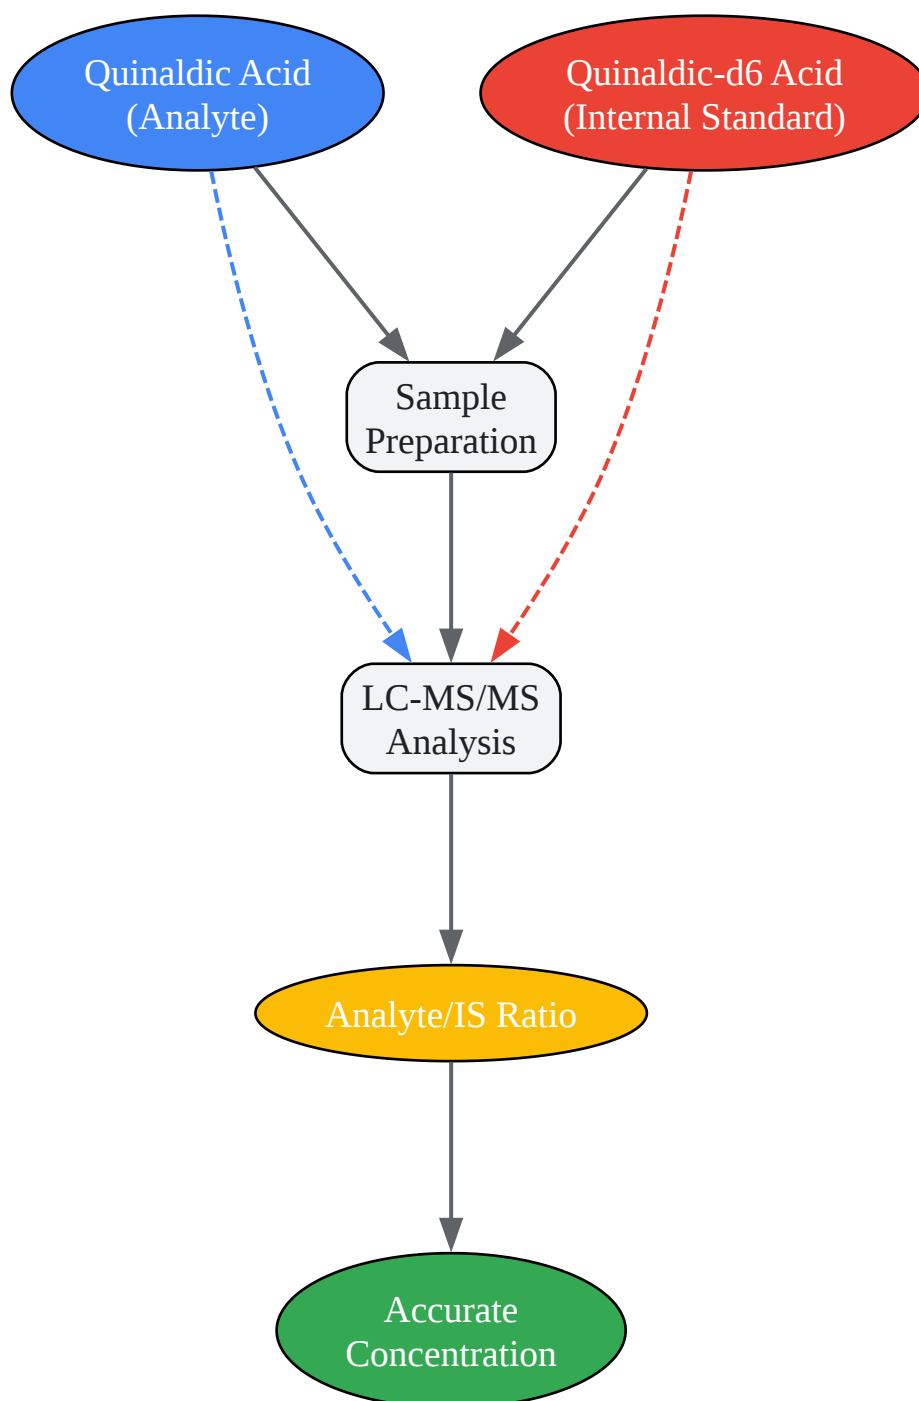 Quinaldic Acid
(Analyte)
Quinaldic-d6 Acid
(Internal Standard)
Sample
Preparation
LC-MS/MS
Analysis
Analyte/IS Ratio
Accurate
Concentration